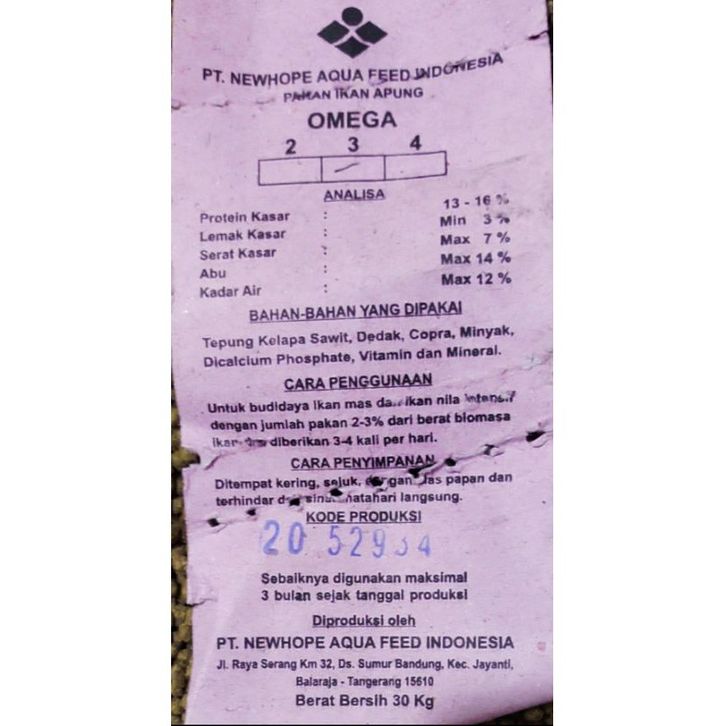 PT. NEWHOPE AQUA FEED INDONESIA
PAKAN IKAN APUNG
OMEGA
2 3 4
ANALISA
Protein Kasar : 13 - 16 %
Lemak Kasar : Min 3 %
Serat Kasar : Max 7 %
Abu : Max 14 %
Kadar Air : Max 12 %
BAHAN-BAHAN YANG DIPAKAI
Tepung Kelapa Sawit, Dedak, Copra, Minyak,
Dicalcium Phosphate, Vitamin dan Mineral.
CARA PENGGUNAAN
Untuk budidaya ikan mas dan ikan nila intensif
dengan jumlah pakan 2-3% dari berat biomasa
ikan diberikan 3-4 kali per hari.
CARA PENYIMPANAN
Ditempat kering, sejuk, papan dan
terhindar matahari langsung.
KODE PRODUKSI
20
Sebaiknya digunakan maksimal
3 bulan sejak tanggal produksi
Diproduksi oleh
PT. NEWHOPE AQUA FEED INDONESIA
Jl. Raya Serang Km 32, Ds. Sumur Bandung, Kec. Jayanti,
Balaraja - Tangerang 15610
Berat Bersih 30 Kg